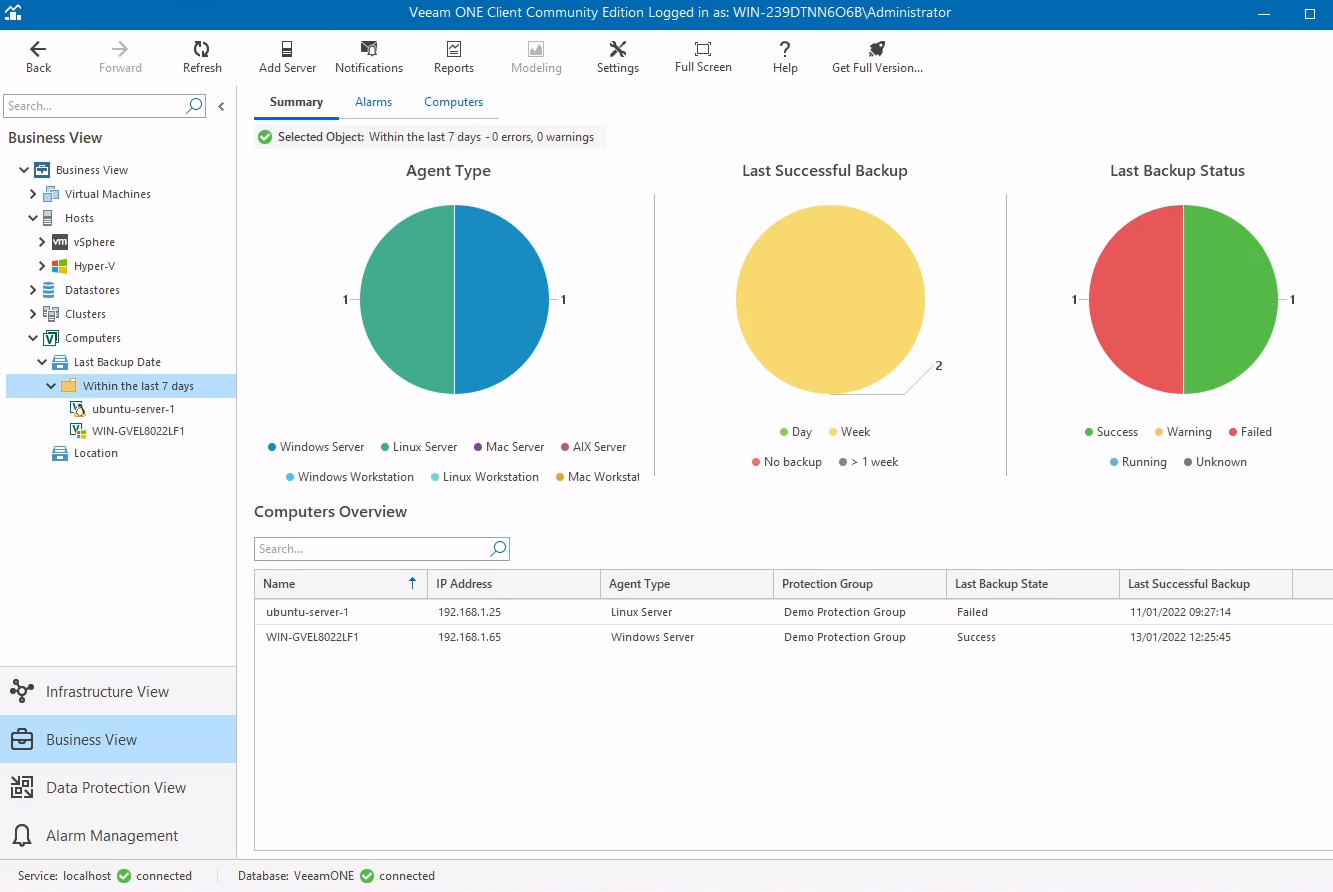 Veeam ONE Client Community Edition Logged in as: WIN-239DTNN6O6B\Administrator
Back Forward Refresh Add Server Notifications Reports Modeling Settings Full Screen Help Get Full Version...
Search...
Business View
Business View
Virtual Machines
Hosts
vSphere
Hyper-V
Datastores
Clusters
Computers
Last Backup Date
Within the last 7 days
ubuntu-server-1
WIN-GVEL8022LF1
Location
Infrastructure View
Business View
Data Protection View
Alarm Management
Summary Alarms Computers
Selected Object: Within the last 7 days - 0 errors, 0 warnings
Agent Type
1 1
Windows Server Linux Server Mac Server AIX Server
Windows Workstation Linux Workstation Mac Workstat
Last Successful Backup
2
Day Week
No backup > 1 week
Last Backup Status
1 1
Success Warning Failed
Running Unknown
Computers Overview
Search...
Name IP Address Agent Type Protection Group Last Backup State Last Successful Backup
ubuntu-server-1 192.168.1.25 Linux Server Demo Protection Group Failed 11/01/2022 09:27:14
WIN-GVEL8022LF1 192.168.1.65 Windows Server Demo Protection Group Success 13/01/2022 12:25:45
Service: localhost connected Database: VeeamONE connected